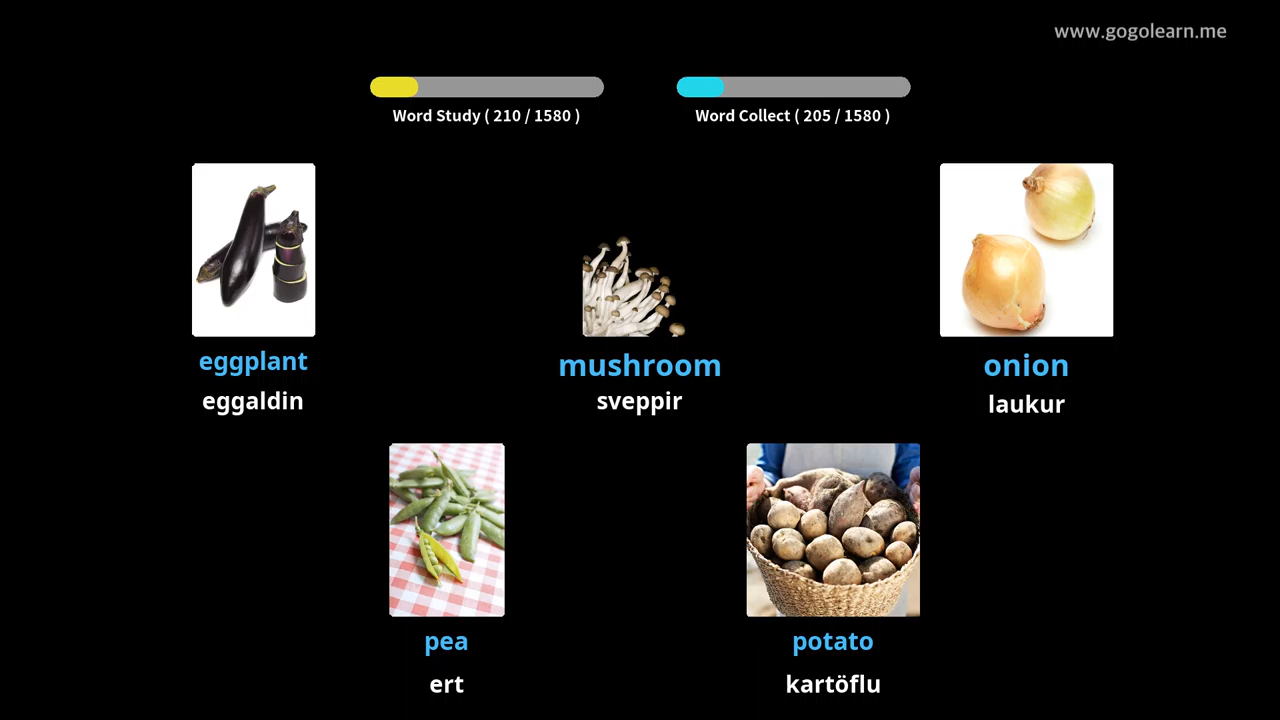 www.gogolearn.me
Word Study ( 210 / 1580 )
Word Collect ( 205 / 1580 )
eggplant
eggaldin
mushroom
sveppir
onion
laukur
pea
ert
potato
kartöflu